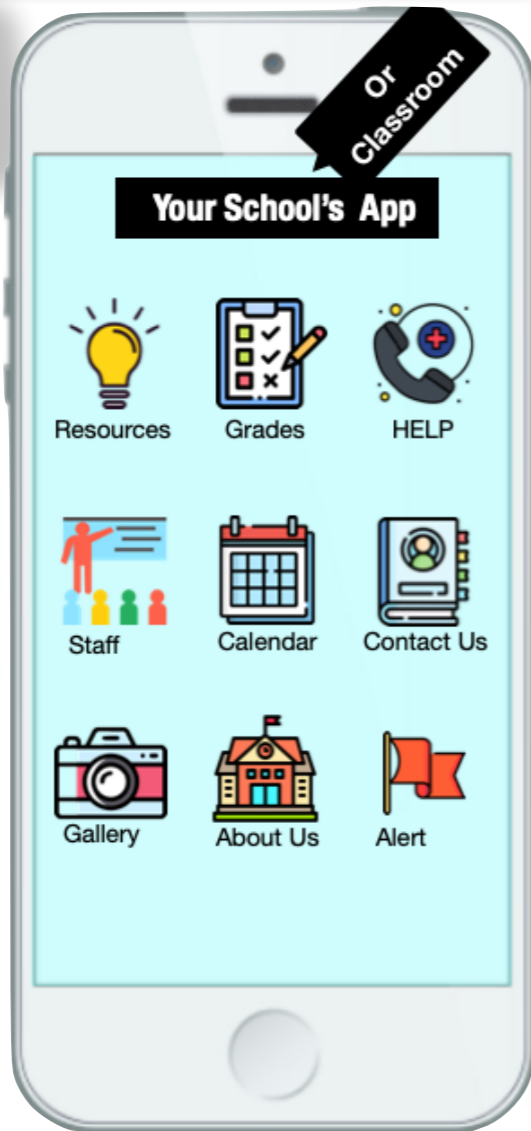 Or
Classroom
Your School's App
Resources
Grades
HELP
Staff
Calendar
Contact Us
Gallery
About Us
Alert